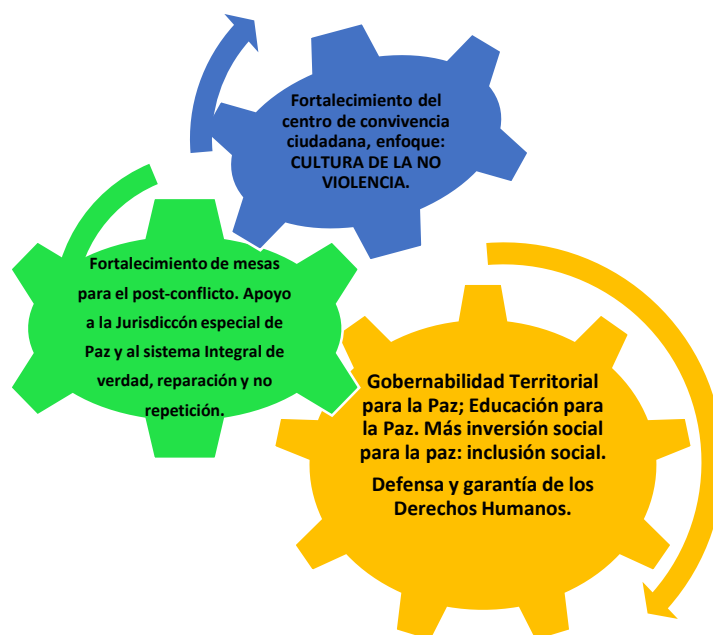 Fortalecimiento del
centro de convivencia
ciudadana, enfoque:
CULTURA DE LA NO
VIOLENCIA.
Fortalecimiento de mesas
para el post-conflicto. Apoyo
a la Jurisdiccón especial de
Paz y al sistema Integral de
verdad, reparación y no
repetición.
Gobernabilidad Territorial
para la Paz; Educación para
la Paz. Más inversión social
para la paz: inclusión social.
Defensa y garantía de los
Derechos Humanos.